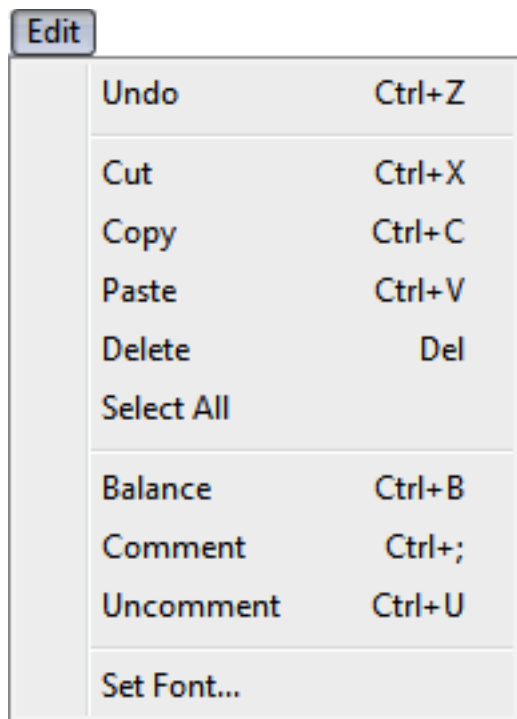 Edit
Undo Ctrl+Z
Cut Ctrl+X
Copy Ctrl+C
Paste Ctrl+V
Delete Del
Select All
Balance Ctrl+B
Comment Ctrl+;
Uncomment Ctrl+U
Set Font...